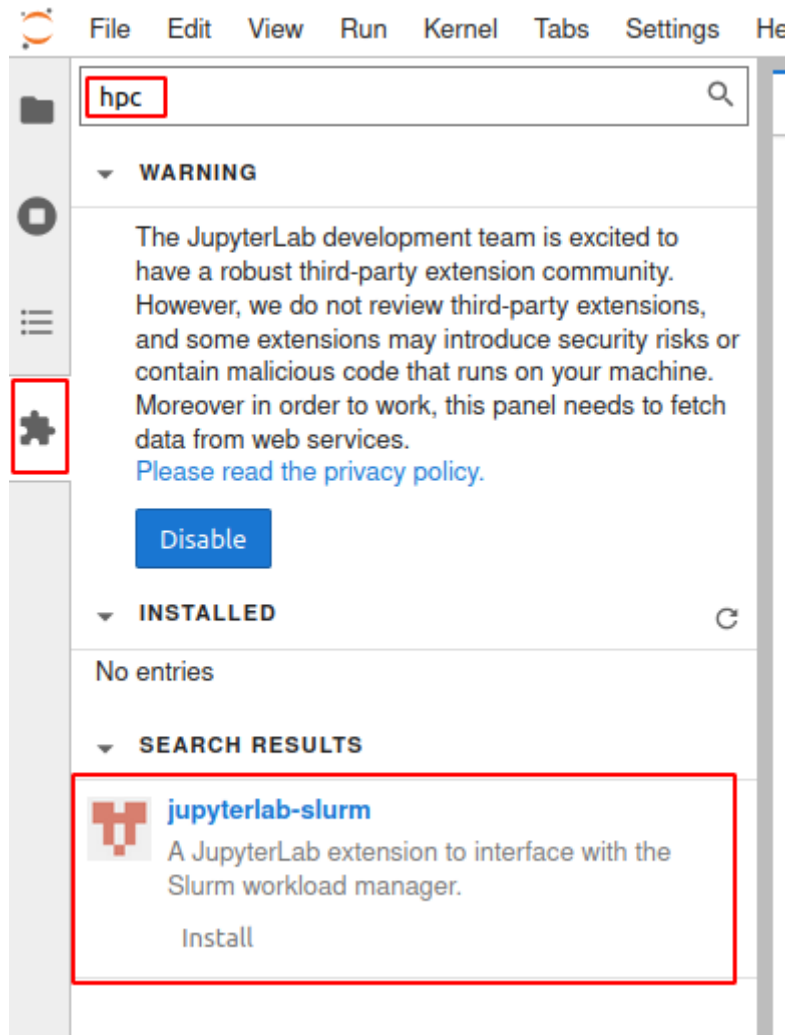 File Edit View Run Kernel Tabs Settings He
hpc
WARNING
The JupyterLab development team is excited to
have a robust third-party extension community.
However, we do not review third-party extensions,
and some extensions may introduce security risks or
contain malicious code that runs on your machine.
Moreover in order to work, this panel needs to fetch
data from web services.
Please read the privacy policy.
Disable
INSTALLED
No entries
SEARCH RESULTS
jupyterlab-slurm
A JupyterLab extension to interface with the
Slurm workload manager.
Install